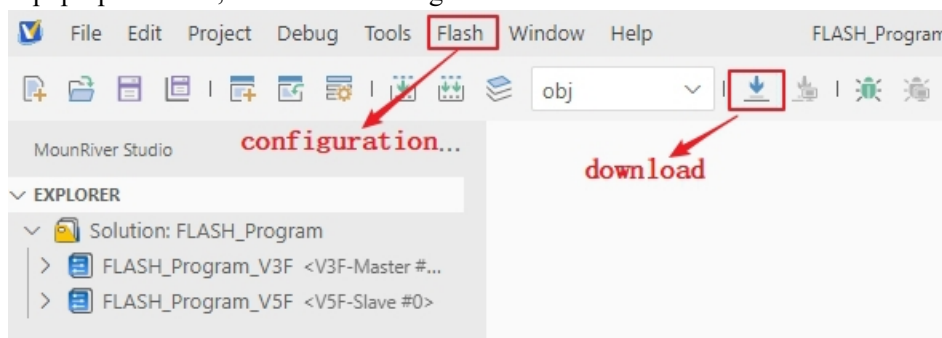 File Edit Project Debug Tools Flash Window Help FLASH_Program
obj
MounRiver Studio
configuration...
download
EXPLORER
Solution: FLASH_Program
FLASH_Program_V3F <V3F-Master #...
FLASH_Program_V5F <V5F-Slave #0>